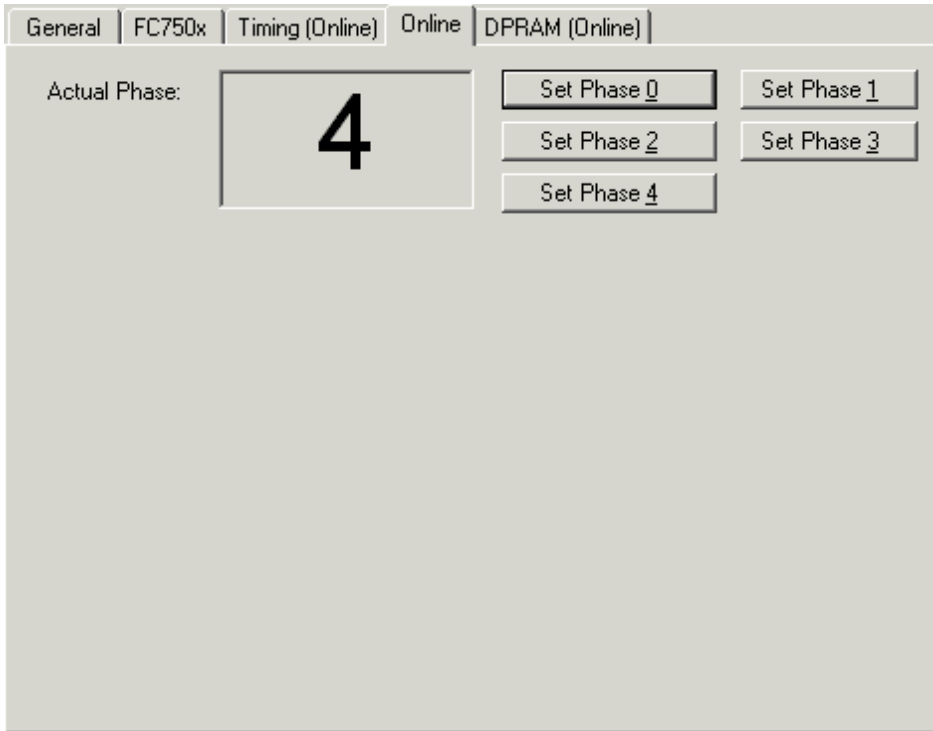 General FC750x Timing (Online) Online DPRAM (Online)
Actual Phase: 4 Set Phase 0 Set Phase 1
Set Phase 2 Set Phase 3
Set Phase 4